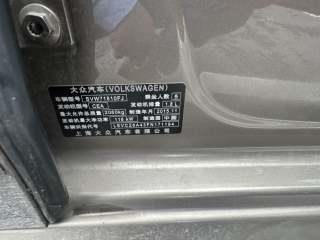 大众汽车(VOLKSWAGEN)
车辆型号 SVW71810FJ 乘坐人数 5
发动机型号 CEA 发动机排量 1.8L
最大允许总质量 2060kg 制造年月 2015.11
发动机最大净功率 118kW 制造国 中国
车辆识别代号
上海大众汽车有限公司